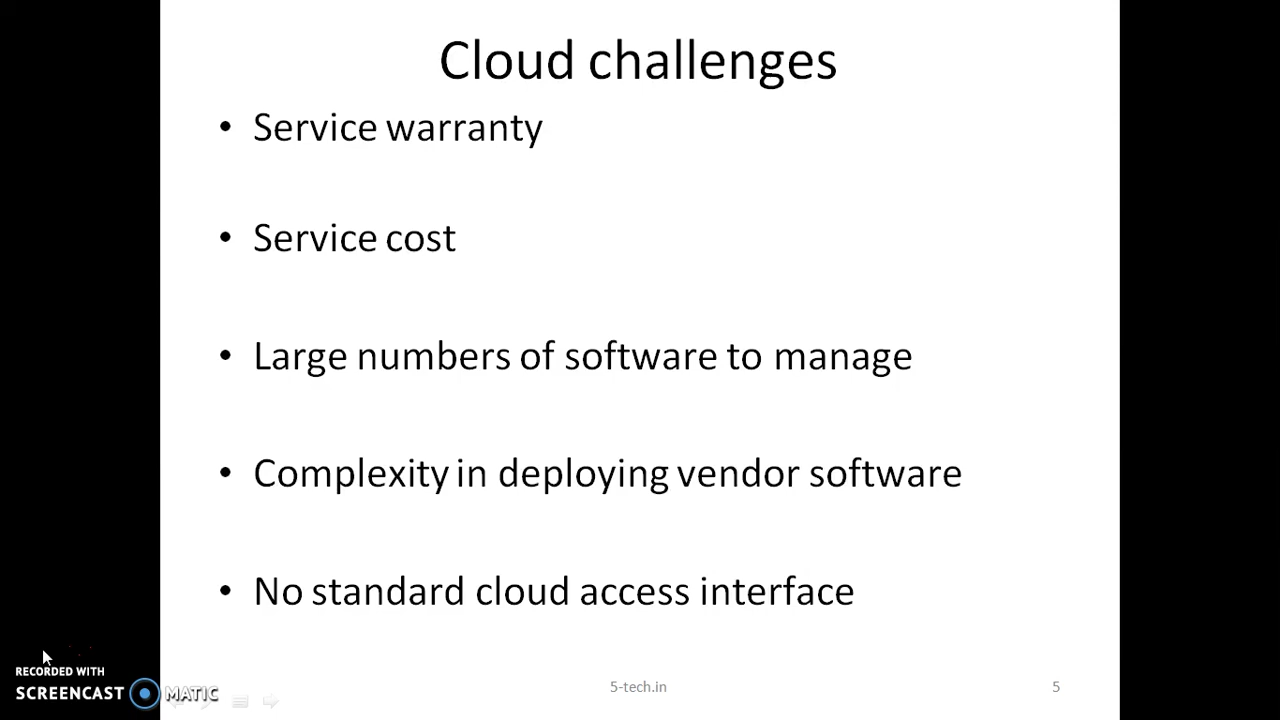 Cloud challenges
• Service warranty
• Service cost
• Large numbers of software to manage
• Complexity in deploying vendor software
• No standard cloud access interface
RECORDED WITH
SCREENCAST MATIC
5-tech.in
5